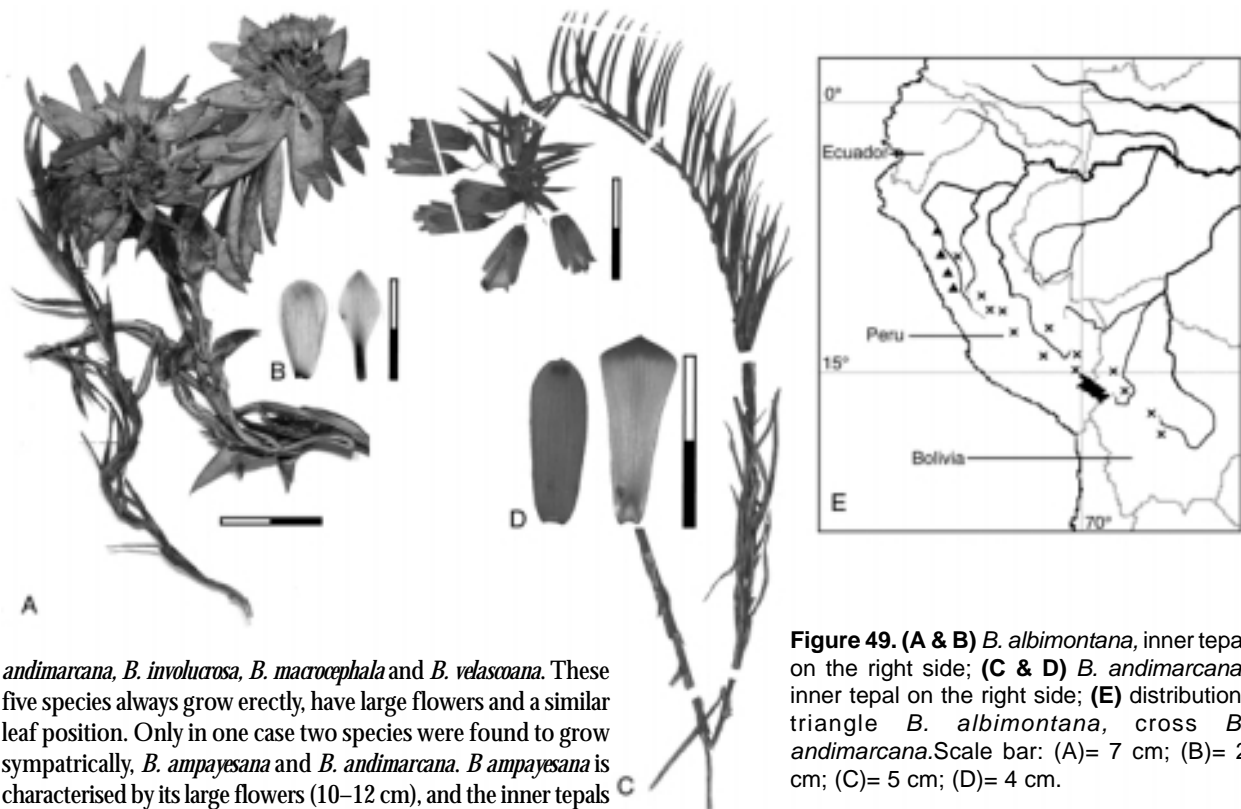 A
B
C
D
0°
Ecuador
Peru
15°
Bolivia
E
70°
andimarcana, B. involucrosa, B. macrocephala and B. velascoana. These
five species always grow erectly, have large flowers and a similar
leaf position. Only in one case two species were found to grow
sympatrically, B. ampayesana and B. andimarcana. B ampayesana is
characterised by its large flowers (10–12 cm), and the inner tepals
Figure 49. (A & B) B. albimontana, inner tepal
on the right side; (C & D) B. andimarcana
inner tepal on the right side; (E) distribution
triangle B. albimontana, cross B
andimarcana.Scale bar: (A)= 7 cm; (B)= 2
cm; (C)= 5 cm; (D)= 4 cm.